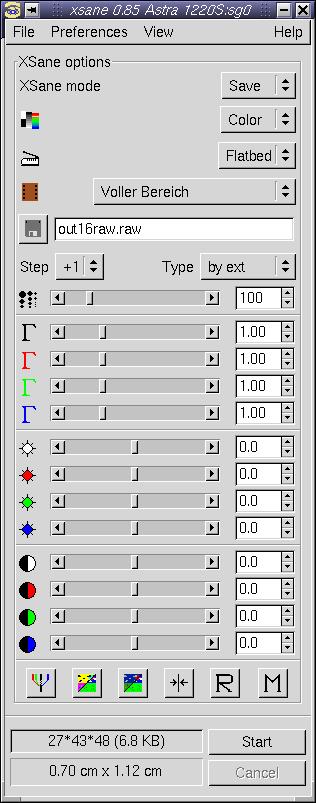 xsane 0.85 Astra 1220S:sg0
File Preferences View Help
XSane options
XSane mode Save
Color
Flatbed
Voller Bereich
out16raw.raw
Step +1 Type by ext
100
Γ 1.00
Γ 1.00
Γ 1.00
Γ 1.00
0.0
0.0
0.0
0.0
0.0
0.0
0.0
0.0
R M
27*43*48 (6.8 KB) Start
0.70 cm x 1.12 cm Cancel